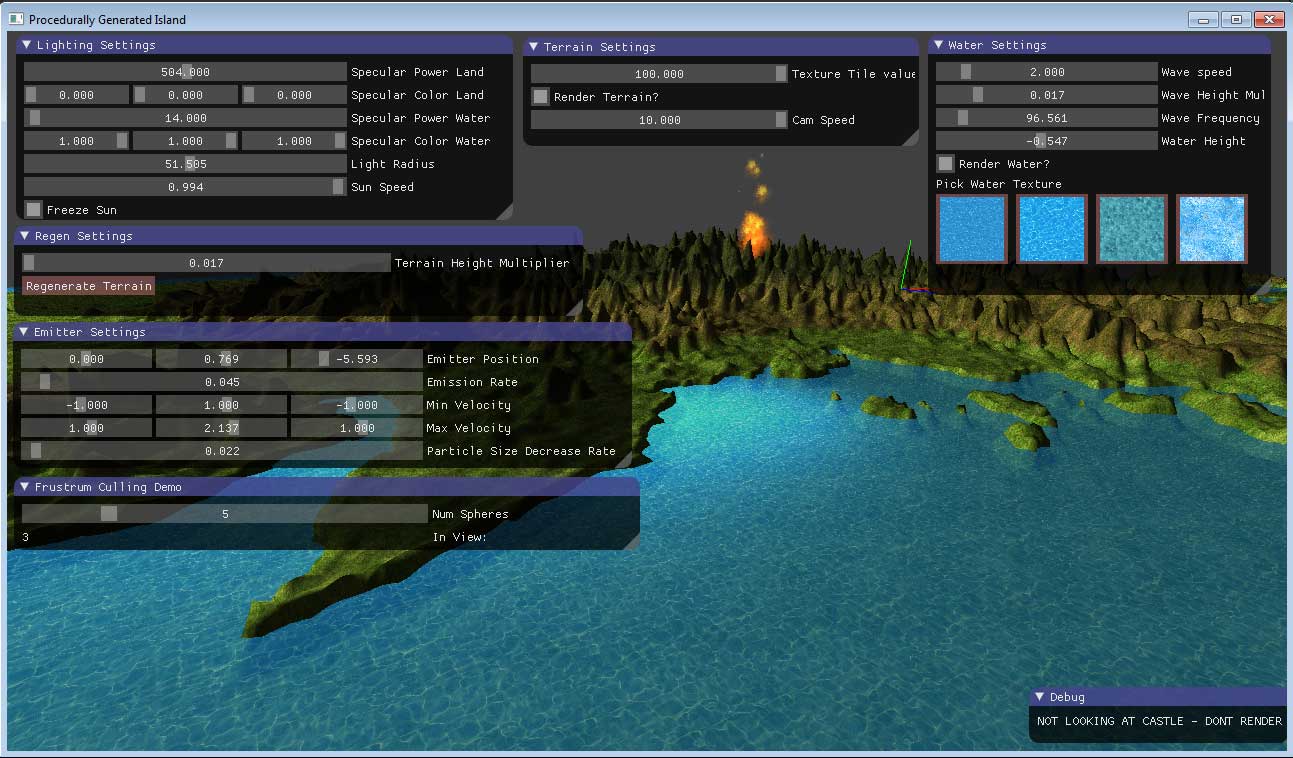 Procedurally Generated Island
Lighting Settings
504.000 Specular Power Land
0.000 0.000 0.000 Specular Color Land
14.000 Specular Power Water
1.000 1.000 1.000 Specular Color Water
51.505 Light Radius
0.994 Sun Speed
Freeze Sun
Terrain Settings
100.000 Texture Tile value
Render Terrain?
10.000 Cam Speed
Water Settings
2.000 Wave speed
0.017 Wave Height Mul
96.561 Wave Frequency
-0.547 Water Height
Render Water?
Pick Water Texture
Regen Settings
0.017 Terrain Height Multiplier
Regenerate Terrain
Emitter Settings
0.000 0.769 -5.593 Emitter Position
0.045 Emission Rate
-1.000 1.000 -1.000 Min Velocity
1.000 2.137 1.000 Max Velocity
0.022 Particle Size Decrease Rate
Frustrum Culling Demo
5 Num Spheres
3 In View:
Debug
NOT LOOKING AT CASTLE - DONT RENDER